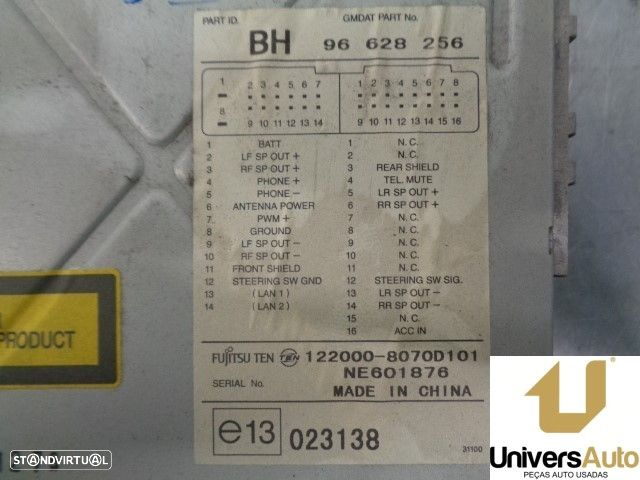 PART ID. GMDAT PART No.
BH 96 628 256
1 2 3 4 5 6 7 1 2 3 4 5 6 7 8
8 9 10 11 12 13 14 9 10 11 12 13 14 15 16
1 BATT 1 N.C.
2 LF SP OUT + 2 N.C.
3 RF SP OUT + 3 REAR SHIELD
4 PHONE + 4 TEL. MUTE
5 PHONE − 5 LR SP OUT +
6 ANTENNA POWER 6 RR SP OUT +
7 PWM + 7 N.C.
8 GROUND 8 N.C.
9 LF SP OUT − 9 N.C.
10 RF SP OUT − 10 N.C.
11 FRONT SHIELD 11 N.C.
12 STEERING SW GND 12 STEERING SW SIG.
13 (LAN 1) 13 LR SP OUT −
14 (LAN 2) 14 RR SP OUT −
15 N.C.
16 ACC IN
FUJITSU TEN TEN 122000-8070D101
NE601876
SERIAL No. MADE IN CHINA
e13 023138
31100
PRODUCT
STANDVIRTUAL
UniversAuto
PEÇAS AUTO USADAS